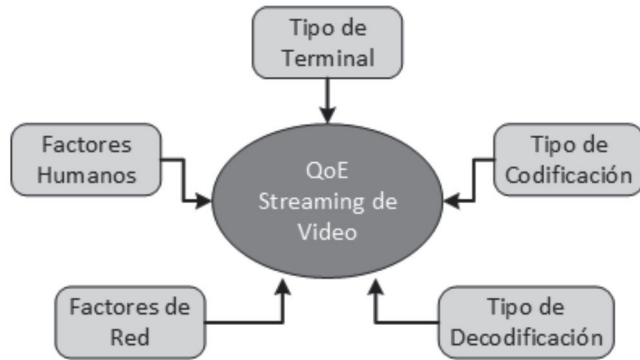 Tipo de
Terminal
Factores
Humanos
Tipo de
Codificación
QoE
Streaming de
Video
Factores de
Red
Tipo de
Decodificación